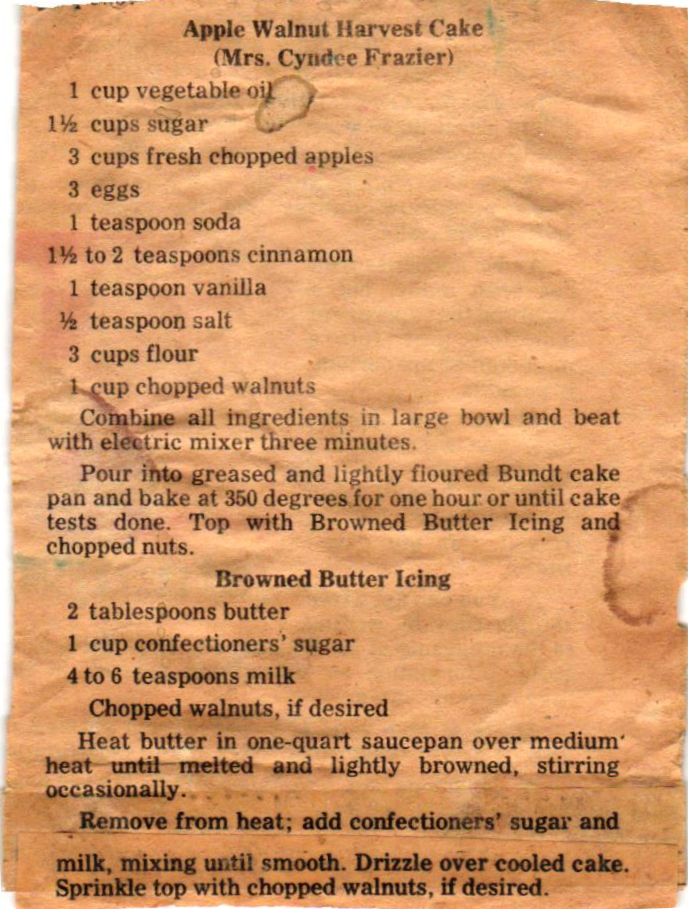 Apple Walnut Harvest Cake
(Mrs. Cyndee Frazier)
1 cup vegetable oil
1½ cups sugar
3 cups fresh chopped apples
3 eggs
1 teaspoon soda
1½ to 2 teaspoons cinnamon
1 teaspoon vanilla
½ teaspoon salt
3 cups flour
1 cup chopped walnuts
Combine all ingredients in large bowl and beat
with electric mixer three minutes.
Pour into greased and lightly floured Bundt cake
pan and bake at 350 degrees for one hour or until cake
tests done. Top with Browned Butter Icing and
chopped nuts.
Browned Butter Icing
2 tablespoons butter
1 cup confectioners' sugar
4 to 6 teaspoons milk
Chopped walnuts, if desired
Heat butter in one-quart saucepan over medium
heat until melted and lightly browned, stirring
occasionally.
Remove from heat; add confectioners' sugar and
milk, mixing until smooth. Drizzle over cooled cake.
Sprinkle top with chopped walnuts, if desired.